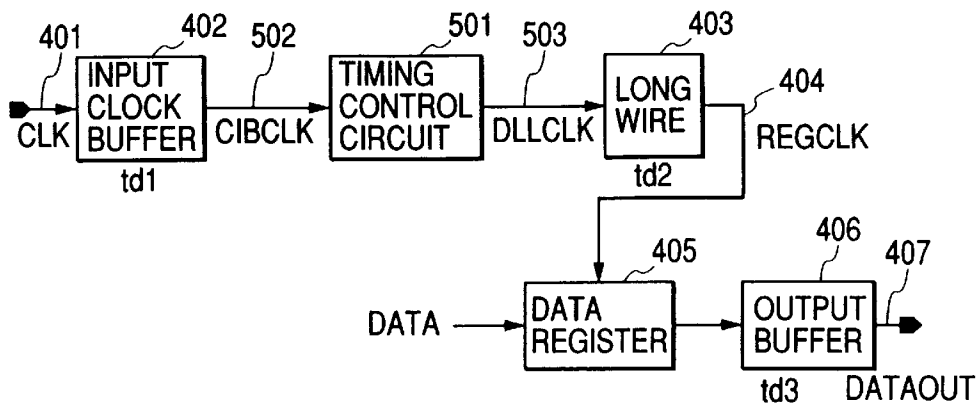 401
402
502
501
503
403
404
INPUT
CLOCK
BUFFER
TIMING
CONTROL
CIRCUIT
LONG
WIRE
CLK
CIBCLK
DLLCLK
REGCLK
td1
td2
405
406
407
DATA
DATA
REGISTER
OUTPUT
BUFFER
td3
DATAOUT